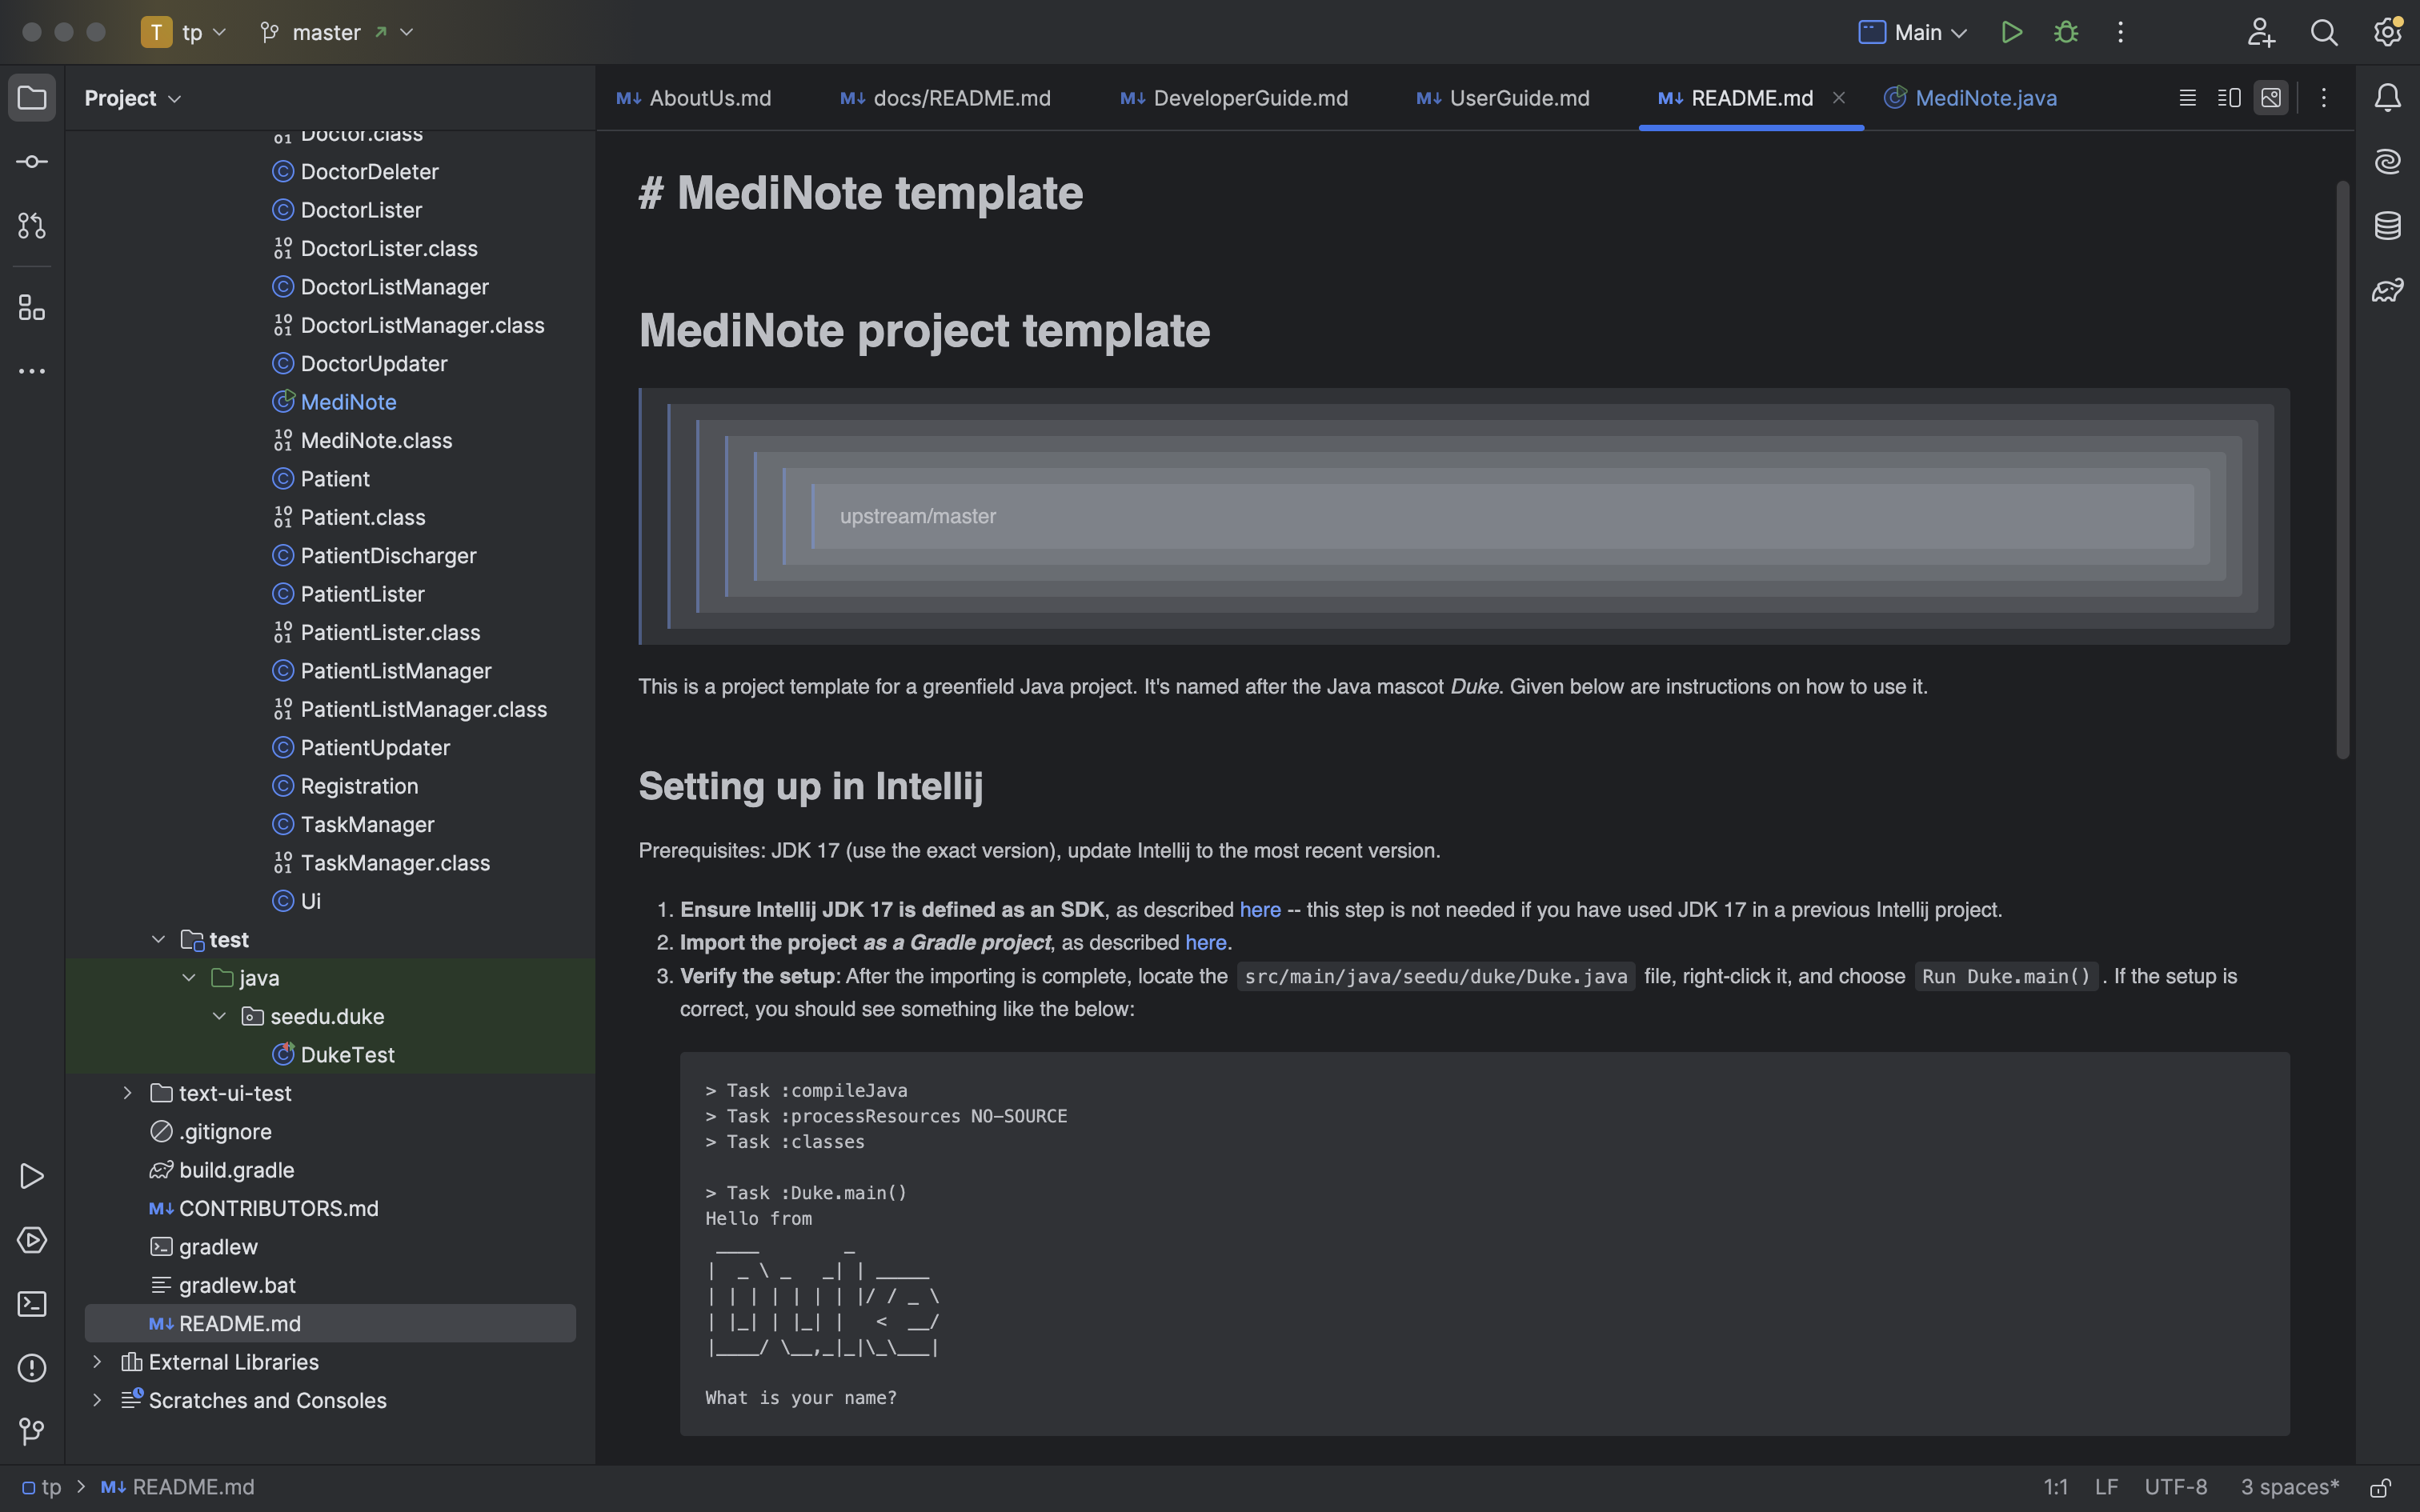 T tp master Main
Project
AboutUs.md docs/README.md DeveloperGuide.md UserGuide.md README.md MediNote.java
Doctor.class
DoctorDeleter
DoctorLister
DoctorLister.class
DoctorListManager
DoctorListManager.class
DoctorUpdater
MediNote
MediNote.class
Patient
Patient.class
PatientDischarger
PatientLister
PatientLister.class
PatientListManager
PatientListManager.class
PatientUpdater
Registration
TaskManager
TaskManager.class
Ui
test
java
seedu.duke
DukeTest
text-ui-test
.gitignore
build.gradle
CONTRIBUTORS.md
gradlew
gradlew.bat
README.md
External Libraries
Scratches and Consoles
# MediNote template
MediNote project template
upstream/master
This is a project template for a greenfield Java project. It's named after the Java mascot Duke. Given below are instructions on how to use it.
Setting up in Intellij
Prerequisites: JDK 17 (use the exact version), update Intellij to the most recent version.
1. Ensure Intellij JDK 17 is defined as an SDK, as described here -- this step is not needed if you have used JDK 17 in a previous Intellij project.
2. Import the project as a Gradle project, as described here.
3. Verify the setup: After the importing is complete, locate the src/main/java/seedu/duke/Duke.java file, right-click it, and choose Run Duke.main() . If the setup is
correct, you should see something like the below:
> Task :compileJava
> Task :processResources NO-SOURCE
> Task :classes
> Task :Duke.main()
Hello from
 ____        _
|  _ \ _   _| | _____
| | | | | | | |/ / _ \
| |_| | |_| |   <  __/
|____/ \__,_|_|\_\___|
What is your name?
tp > README.md
1:1 LF UTF-8 3 spaces*